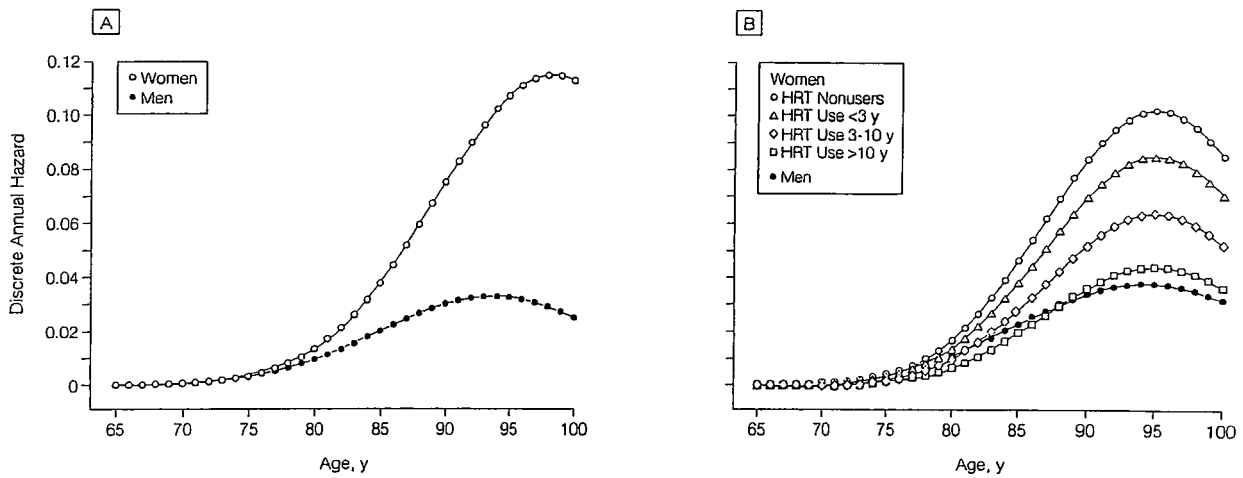 A
Women
Men
Discrete Annual Hazard
0.12
0.10
0.08
0.06
0.04
0.02
0
65 70 75 80 85 90 95 100
Age, y
B
Women
HRT Nonusers
HRT Use <3 y
HRT Use 3-10 y
HRT Use >10 y
Men
65 70 75 80 85 90 95 100
Age, y